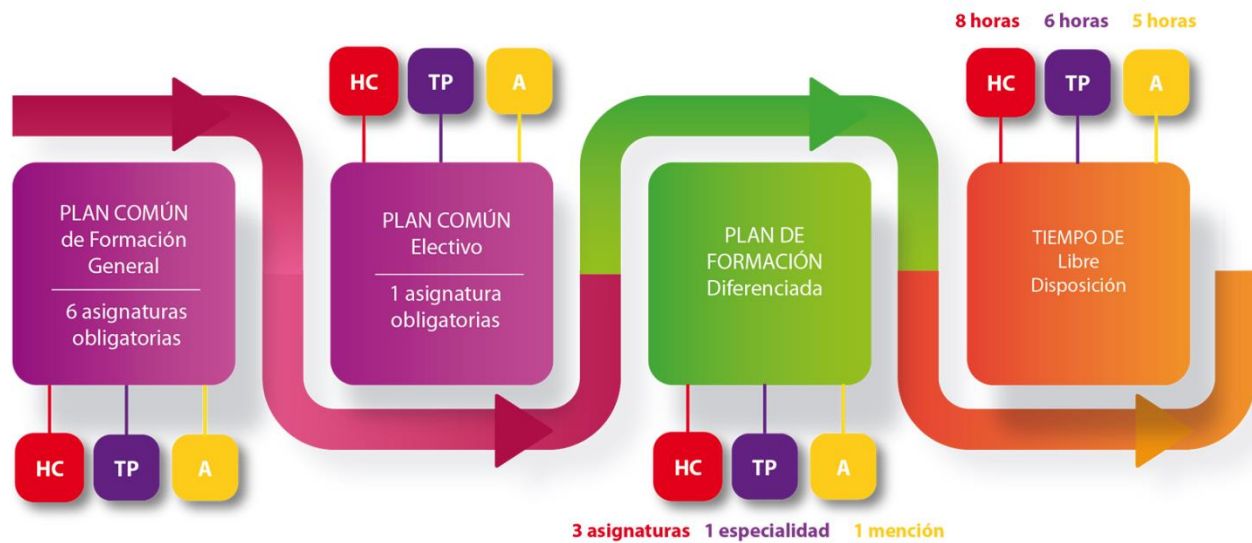 PLAN COMÚN
de Formación
General
6 asignaturas
obligatorias
HC TP A
HC TP A
PLAN COMÚN
Electivo
1 asignatura
obligatorias
PLAN DE
FORMACIÓN
Diferenciada
HC TP A
3 asignaturas 1 especialidad 1 mención
8 horas 6 horas 5 horas
HC TP A
TIEMPO DE
Libre
Disposición